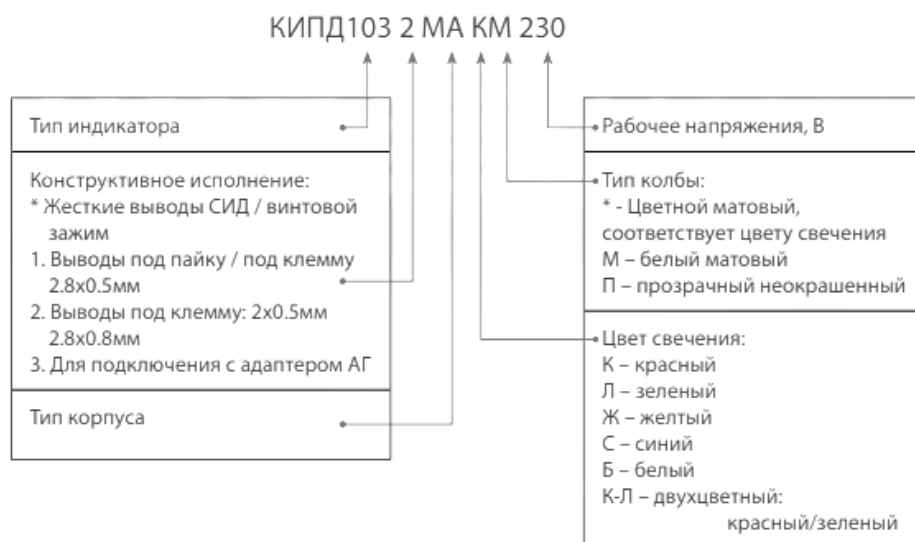 КИПД103 2 МА КМ 230
Тип индикатора
Конструктивное исполнение:
* Жесткие выводы СИД / винтовой
зажим
1. Выводы под пайку / под клемму
2.8х0.5мм
2. Выводы под клемму: 2х0.5мм
2.8х0.8мм
3. Для подключения с адаптером АГ
Тип корпуса
Рабочее напряжения, В
Тип колбы:
* - Цветной матовый,
соответствует цвету свечения
М – белый матовый
П – прозрачный неокрашенный
Цвет свечения:
К – красный
Л – зеленый
Ж – желтый
С – синий
Б – белый
К-Л – двухцветный:
красный/зеленый